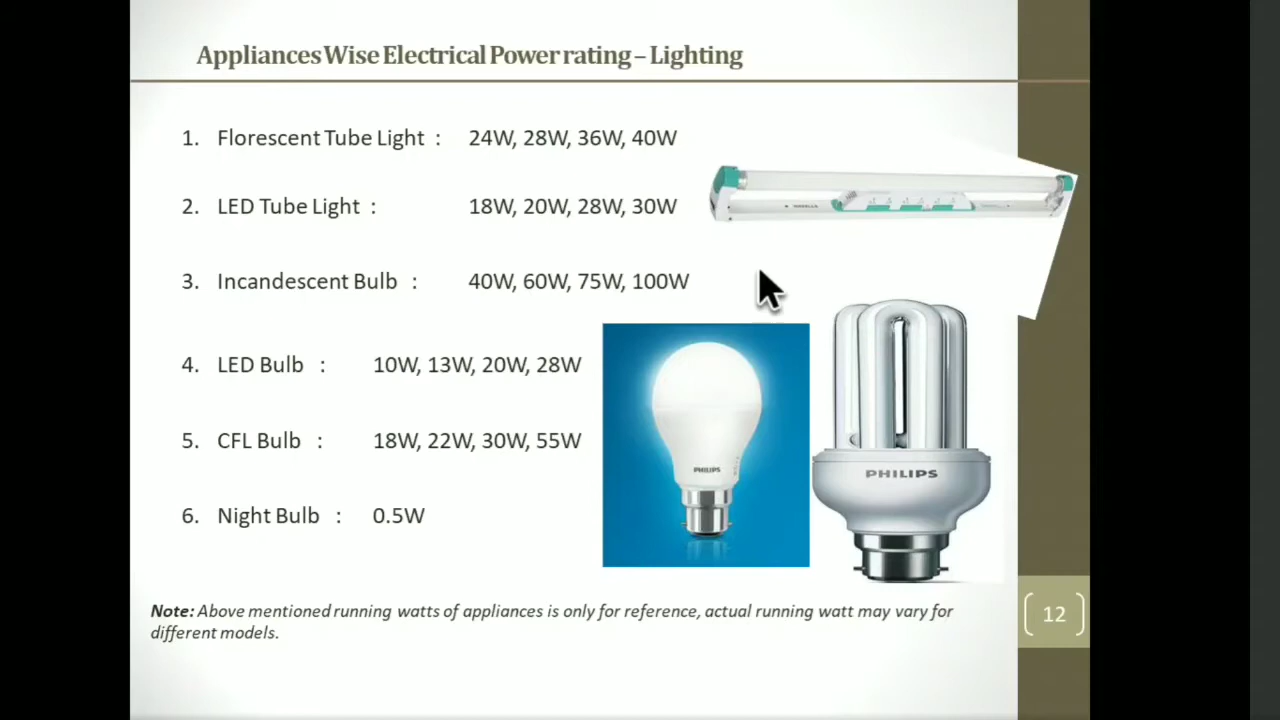 Appliances Wise Electrical Power rating – Lighting
1. Florescent Tube Light : 24W, 28W, 36W, 40W
2. LED Tube Light : 18W, 20W, 28W, 30W
3. Incandescent Bulb : 40W, 60W, 75W, 100W
4. LED Bulb : 10W, 13W, 20W, 28W
5. CFL Bulb : 18W, 22W, 30W, 55W
6. Night Bulb : 0.5W
PHILIPS
PHILIPS
Note: Above mentioned running watts of appliances is only for reference, actual running watt may vary for
different models.
12